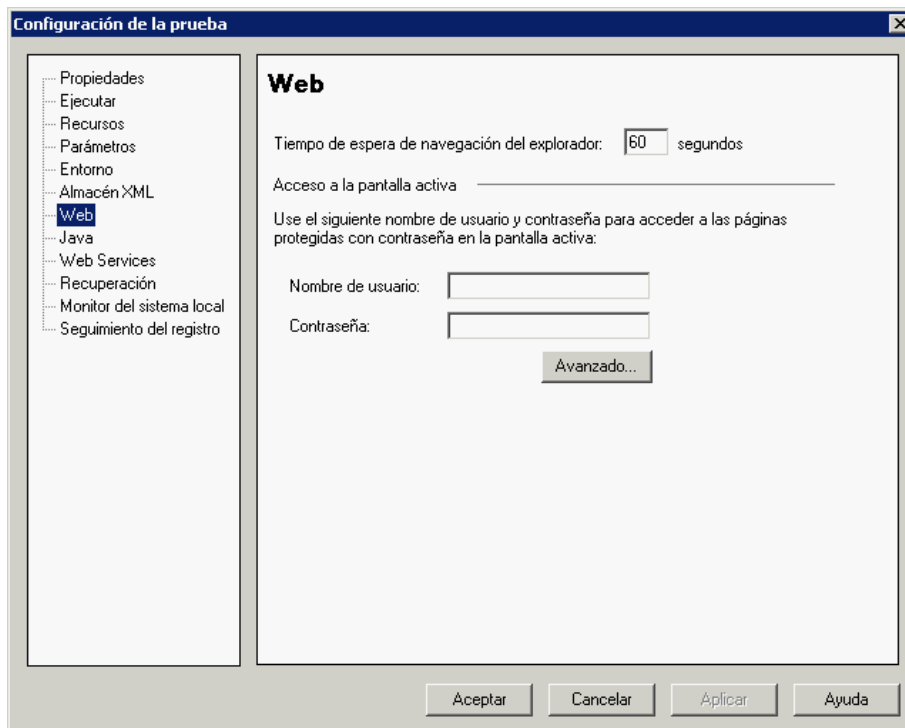 Configuración de la prueba
Propiedades
Ejecutar
Recursos
Parámetros
Entorno
Almacén XML
Web
Java
Web Services
Recuperación
Monitor del sistema local
Seguimiento del registro
Web
Tiempo de espera de navegación del explorador: 60 segundos
Acceso a la pantalla activa
Use el siguiente nombre de usuario y contraseña para acceder a las páginas
protegidas con contraseña en la pantalla activa:
Nombre de usuario:
Contraseña:
Avanzado...
Aceptar Cancelar Aplicar Ayuda